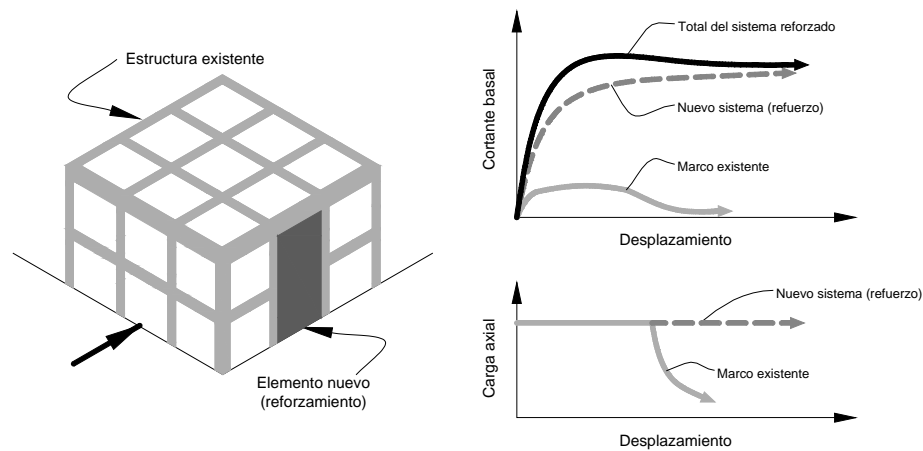 Estructura existente
Elemento nuevo
(reforzamiento)
Cortante basal
Total del sistema reforzado
Nuevo sistema (refuerzo)
Marco existente
Desplazamiento
Carga axial
Nuevo sistema (refuerzo)
Marco existente
Desplazamiento